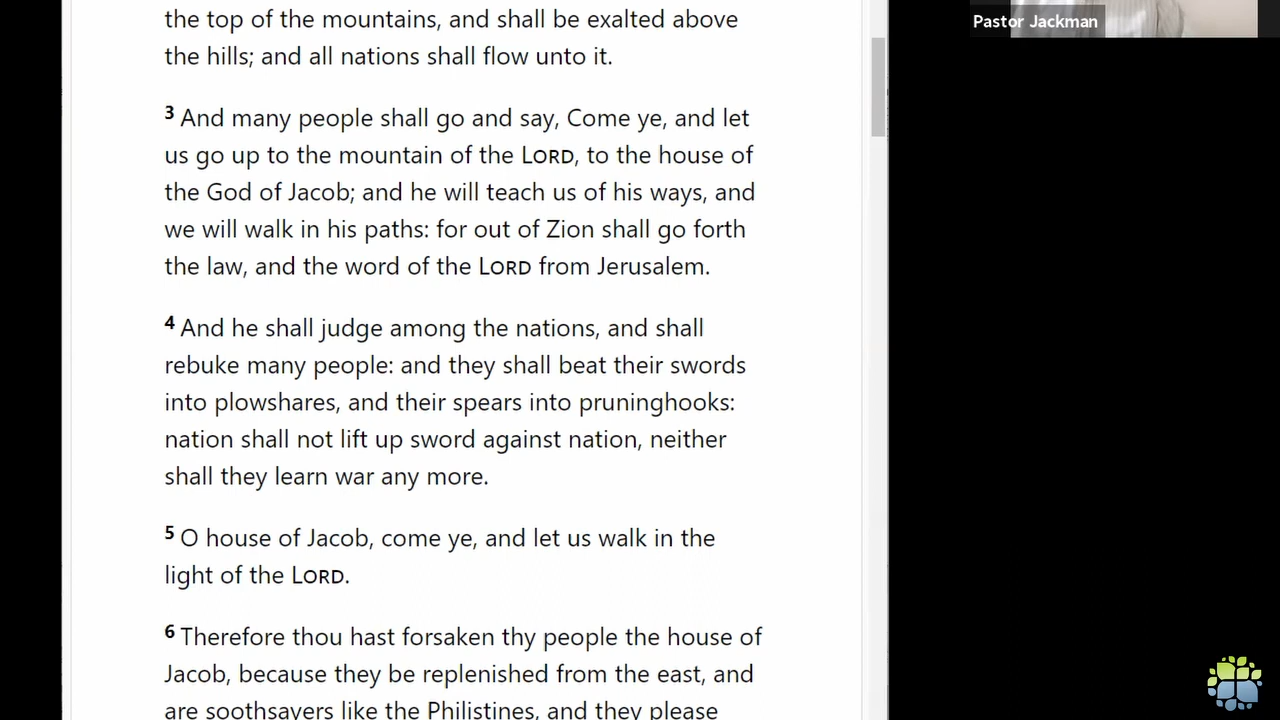 the top of the mountains, and shall be exalted above
the hills; and all nations shall flow unto it.
3 And many people shall go and say, Come ye, and let
us go up to the mountain of the LORD, to the house of
the God of Jacob; and he will teach us of his ways, and
we will walk in his paths: for out of Zion shall go forth
the law, and the word of the LORD from Jerusalem.
4 And he shall judge among the nations, and shall
rebuke many people: and they shall beat their swords
into plowshares, and their spears into pruninghooks:
nation shall not lift up sword against nation, neither
shall they learn war any more.
5 O house of Jacob, come ye, and let us walk in the
light of the LORD.
6 Therefore thou hast forsaken thy people the house of
Jacob, because they be replenished from the east, and
are soothsayers like the Philistines, and they please
Pastor Jackman